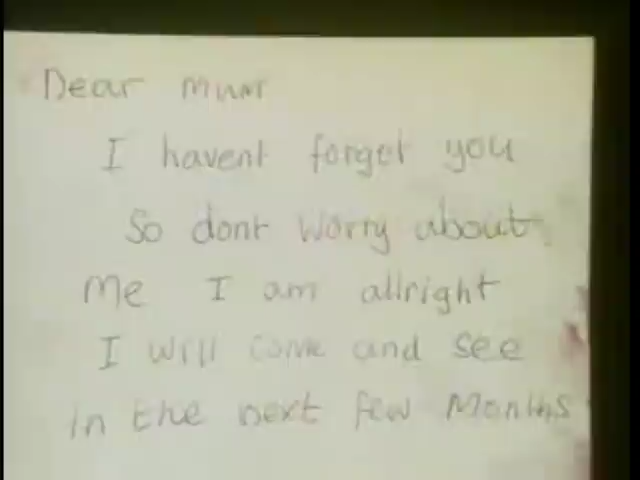 Dear Mum
I havent forget you
So dont worry about
Me I am allright
I will come and see
in the next few Months